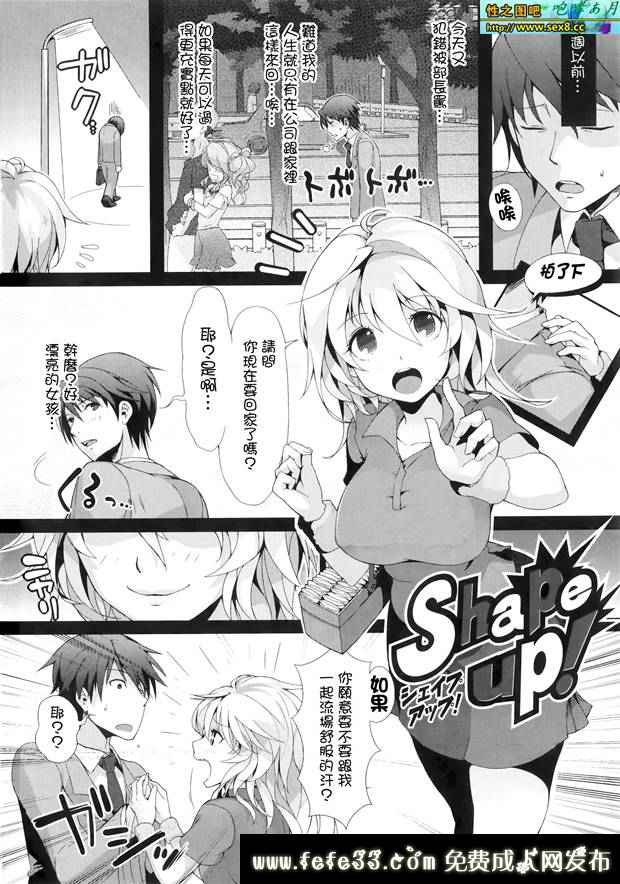 性之图吧
www.sex8.cc
週以前…
唉
唉
今天又
犯錯被部長罵…
難道我的
人生就只有在公司跟家裡
這樣來回…唉…
トボトボ…
如果每天可以過
得更充實點就好了…
ガクッ
請問
你現在要回家了嗎？
耶？是啊…
幹麼？好
漂亮的女孩…
くるっ…
ニヤリ
Shape
up!
シェイプ
アップ!
如果
你願意要不要跟我
一起流場舒服的汗？
耶？？
ガシッ
www.fefe33.com 免费成人网发布